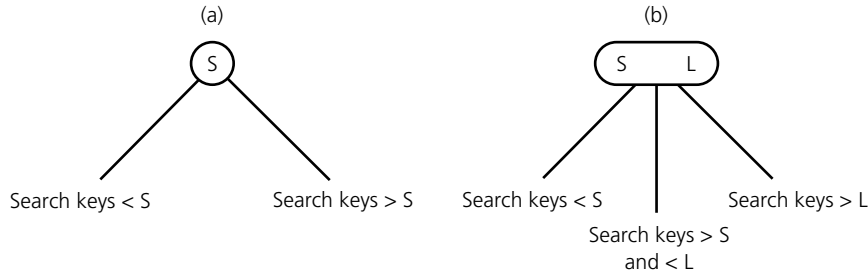 (a)
(b)
S
S L
Search keys < S
Search keys > S
Search keys < S
Search keys > S
and < L
Search keys > L